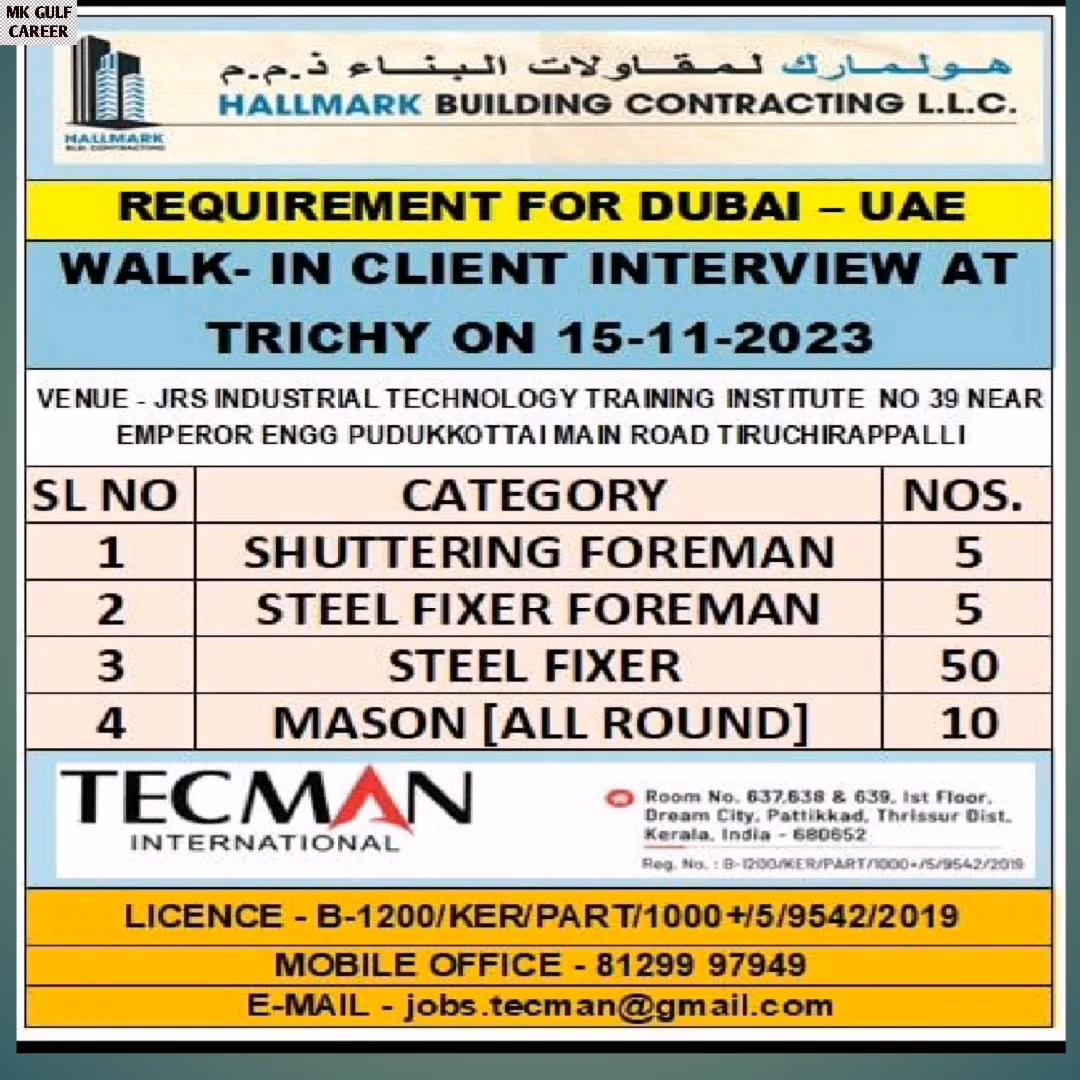 MK GULF
CAREER
هولمارك لمقاولات البناء ذ.م.م
HALLMARK BUILDING CONTRACTING L.L.C.
HALLMARK
BLDG CONTRACTING
REQUIREMENT FOR DUBAI – UAE
WALK- IN CLIENT INTERVIEW AT
TRICHY ON 15-11-2023
VENUE - JRS INDUSTRIAL TECHNOLOGY TRAINING INSTITUTE NO 39 NEAR
EMPEROR ENGG PUDUKKOTTAI MAIN ROAD TIRUCHIRAPPALLI
SL NO CATEGORY NOS.
1 SHUTTERING FOREMAN 5
2 STEEL FIXER FOREMAN 5
3 STEEL FIXER 50
4 MASON [ALL ROUND] 10
TECMAN
INTERNATIONAL
Room No. 637,638 & 639, Ist Floor,
Dream City, Pattikkad, Thrissur Dist.
Kerala, India - 680652
Reg. No. : B-1200/KER/PART/1000+/5/9542/2019
LICENCE - B-1200/KER/PART/1000+/5/9542/2019
MOBILE OFFICE - 81299 97949
E-MAIL - jobs.tecman@gmail.com